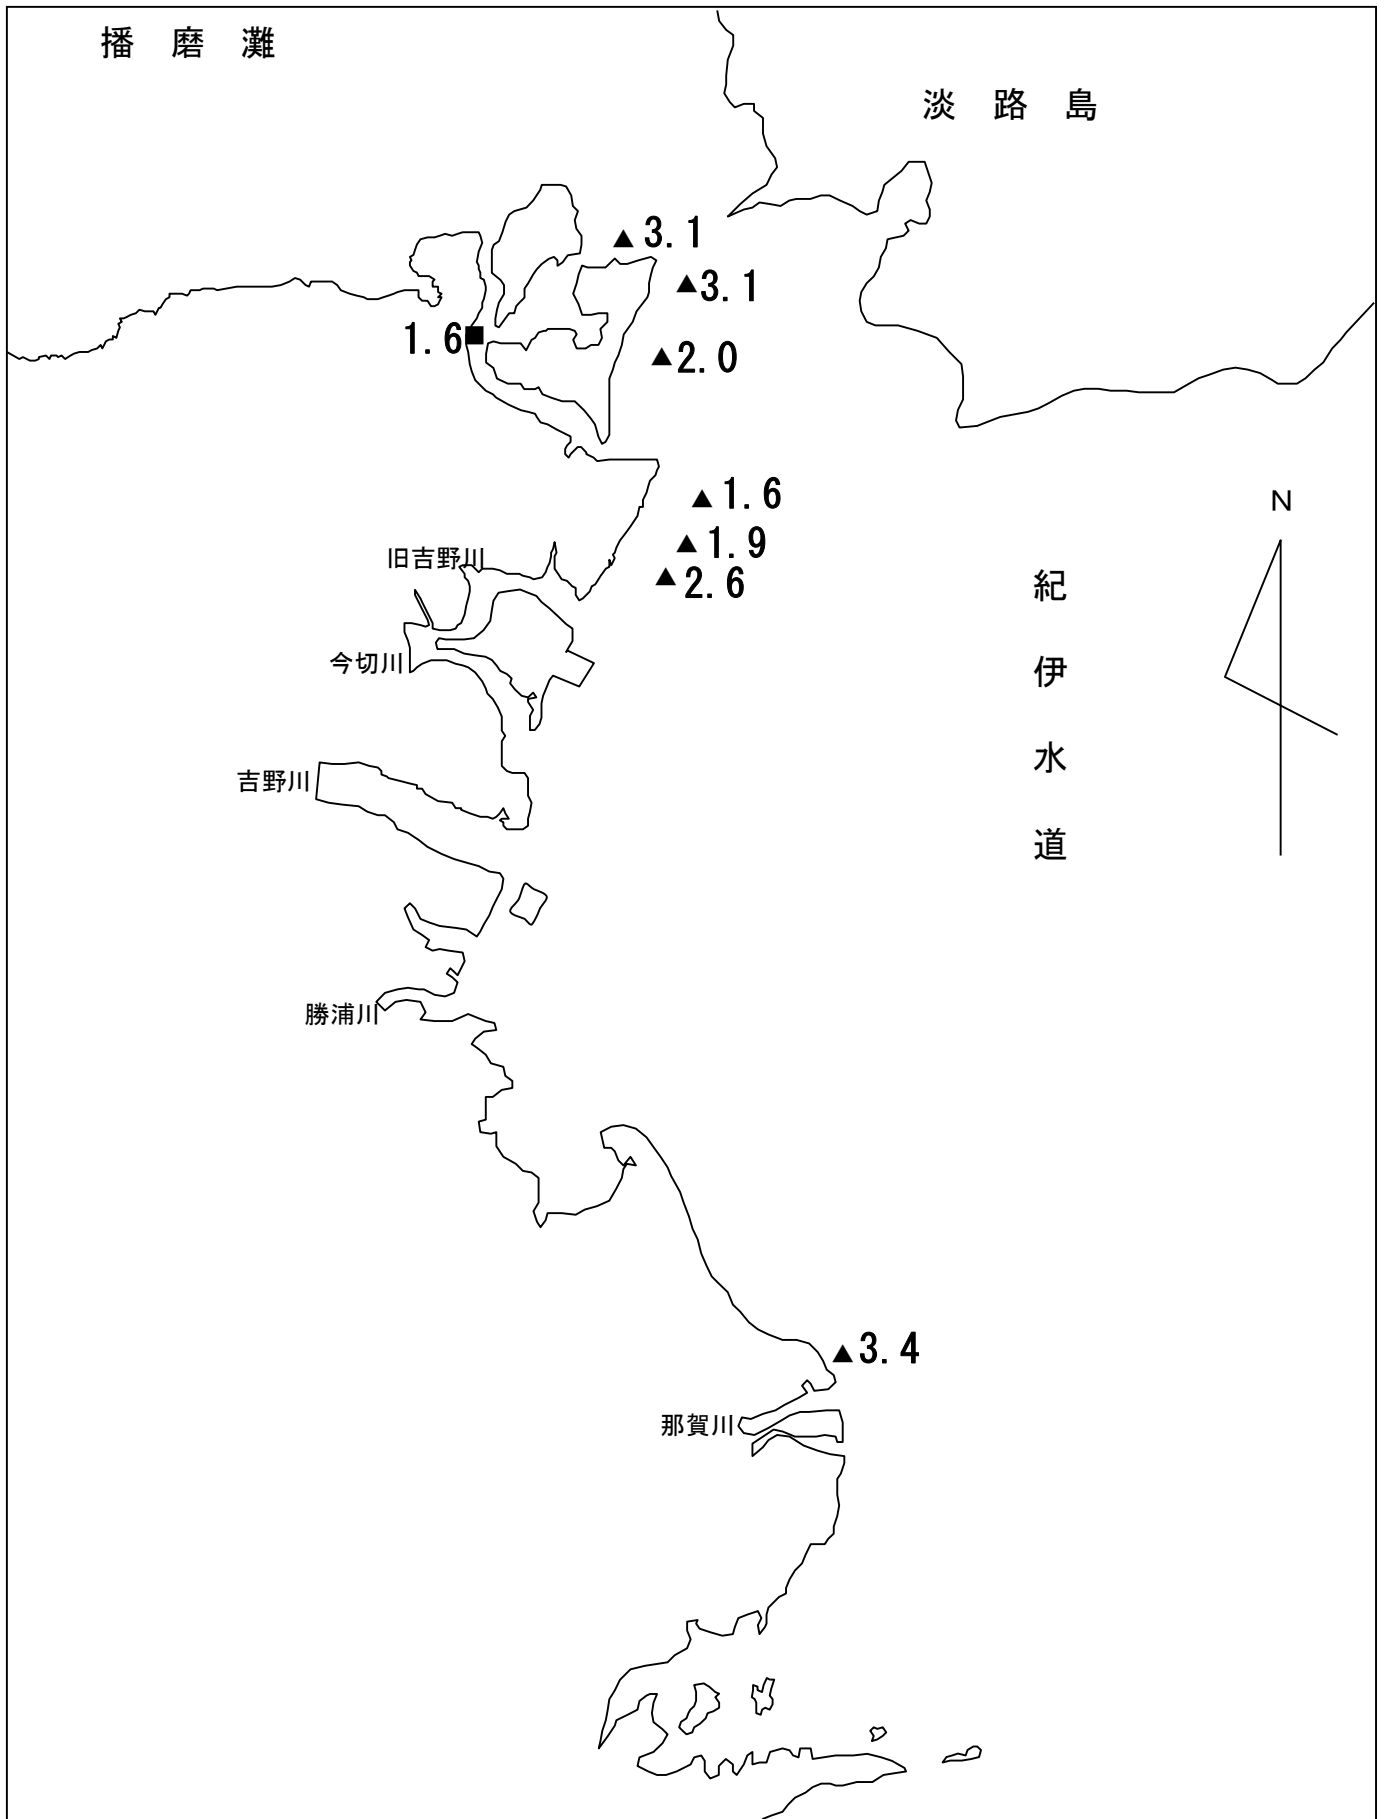 播磨灘
淡路島
▲3.1
▲3.1
1.6■
▲2.0
▲1.6
▲1.9
▲2.6
N
旧吉野川
紀伊水道
今切川
吉野川
勝浦川
▲3.4
那賀川